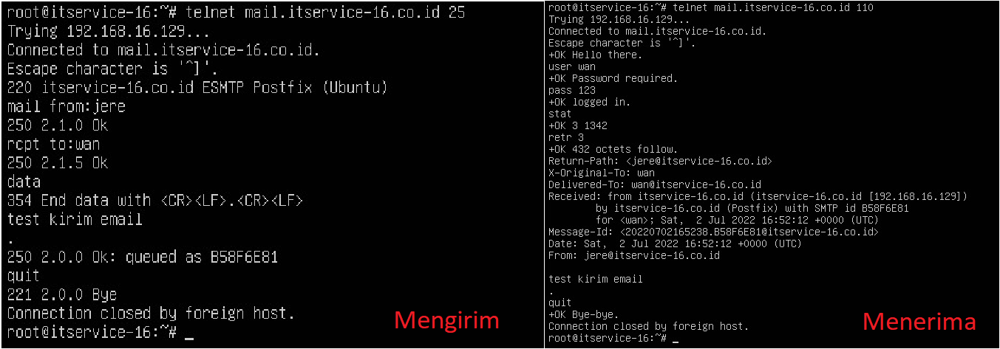 root@itservice-16:~# telnet mail.itservice-16.co.id 25
Trying 192.168.16.129...
Connected to mail.itservice-16.co.id.
Escape character is '^]'.
220 itservice-16.co.id ESMTP Postfix (Ubuntu)
mail from:jere
250 2.1.0 Ok
rcpt to:wan
250 2.1.5 Ok
data
354 End data with <CR><LF>.<CR><LF>
test kirim email
.
250 2.0.0 Ok: queued as B58F6E81
quit
221 2.0.0 Bye
Connection closed by foreign host.
root@itservice-16:~# _
Mengirim
root@itservice-16:~# telnet mail.itservice-16.co.id 110
Trying 192.168.16.129...
Connected to mail.itservice-16.co.id.
Escape character is '^]'.
+OK Hello there.
user wan
+OK Password required.
pass 123
+OK logged in.
stat
+OK 3 1342
retr 3
+OK 432 octets follow.
Return-Path: <jere@itservice-16.co.id>
X-Original-To: wan
Delivered-To: wan@itservice-16.co.id
Received: from itservice-16.co.id (itservice-16.co.id [192.168.16.129])
by itservice-16.co.id (Postfix) with SMTP id B58F6E81
for <wan>; Sat,  2 Jul 2022 16:52:12 +0000 (UTC)
Message-Id: <20220702165238.B58F6E81@itservice-16.co.id>
Date: Sat,  2 Jul 2022 16:52:12 +0000 (UTC)
From: jere@itservice-16.co.id
test kirim email
.
quit
+OK Bye-bye.
Connection closed by foreign host.
root@itservice-16:~# _
Menerima